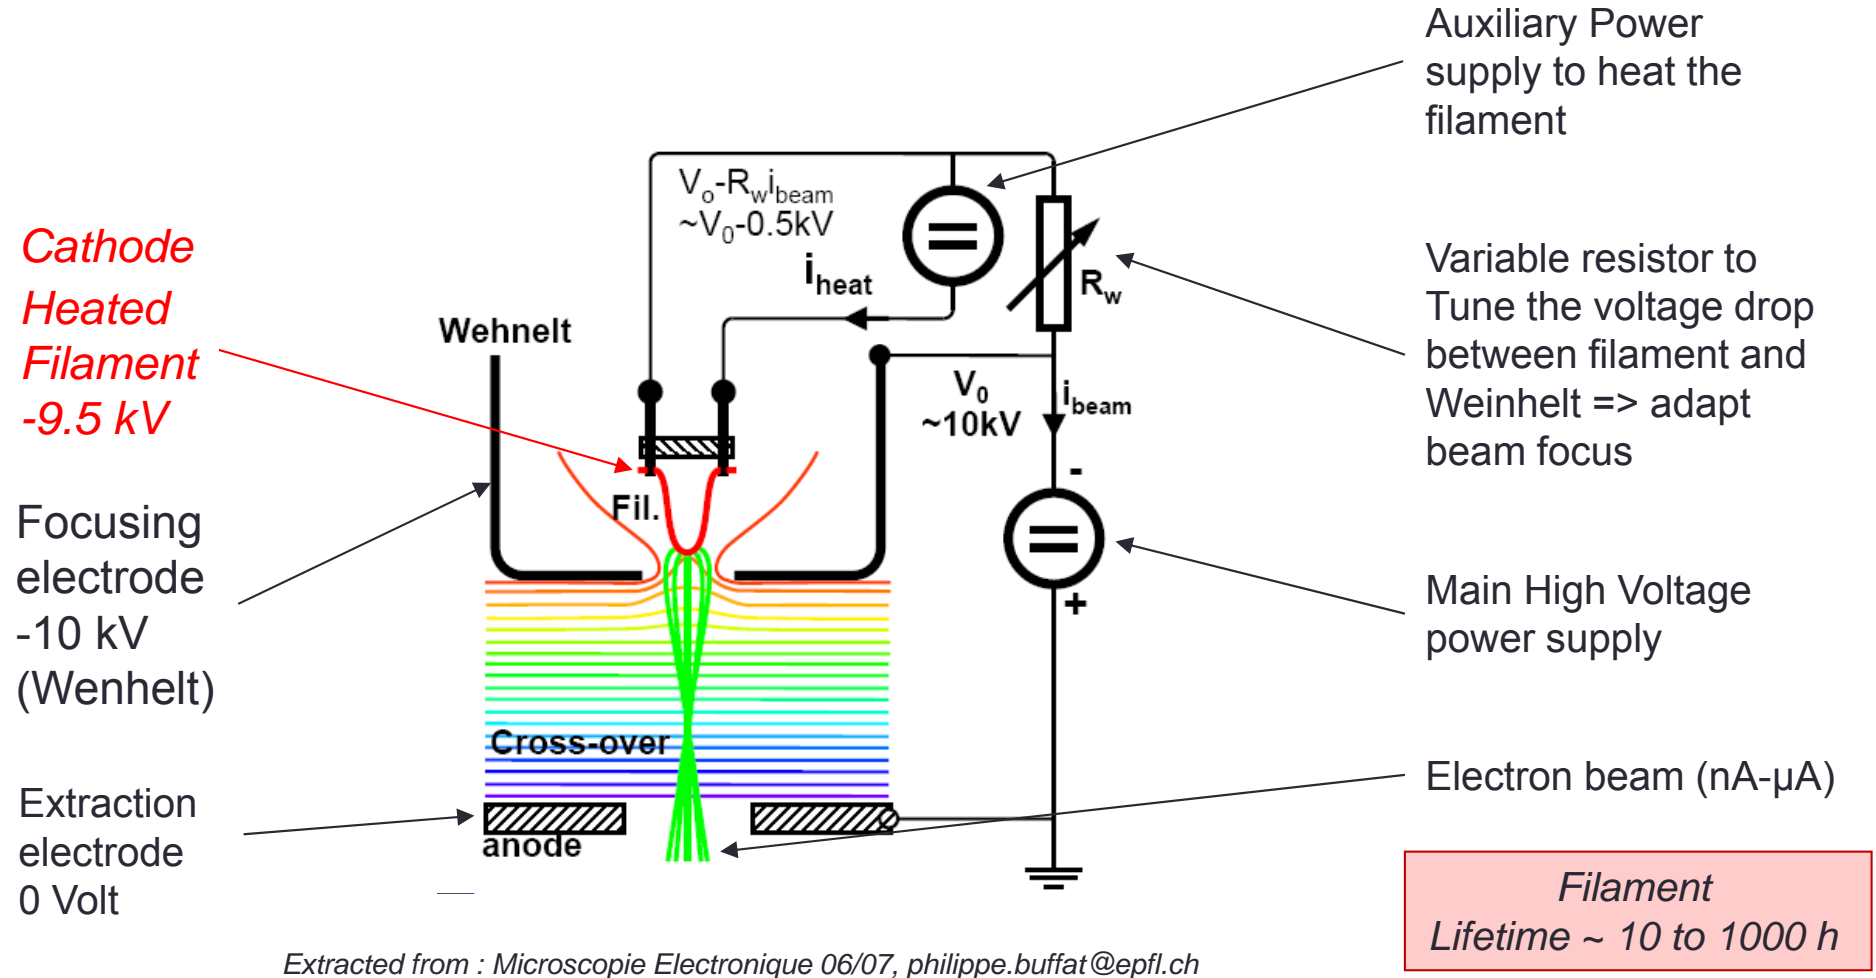 Auxiliary Power
supply to heat the
filament
Vo-Rwibeam
~V0-0.5kV
iheat
Rw
Cathode
Heated
Filament
-9.5 kV
Wehnelt
Variable resistor to
Tune the voltage drop
between filament and
Weinhelt => adapt
beam focus
V0
~10kV
ibeam
-
Fil.
Focusing
electrode
-10 kV
(Wenhelt)
+
Main High Voltage
power supply
Cross-over
Electron beam (nA-µA)
Extraction
electrode
0 Volt
anode
Filament
Lifetime ~ 10 to 1000 h
Extracted from : Microscopie Electronique 06/07, philippe.buffat@epfl.ch